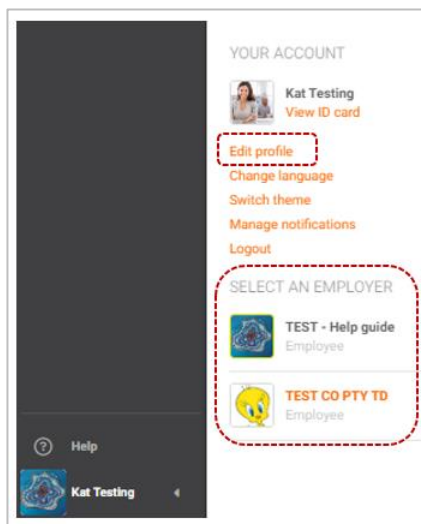 YOUR ACCOUNT
Kat Testing
View ID card
Edit profile
Change language
Switch theme
Manage notifications
Logout
SELECT AN EMPLOYER
TEST - Help guide
Employee
TEST CO PTY TD
Employee
Help
Kat Testing